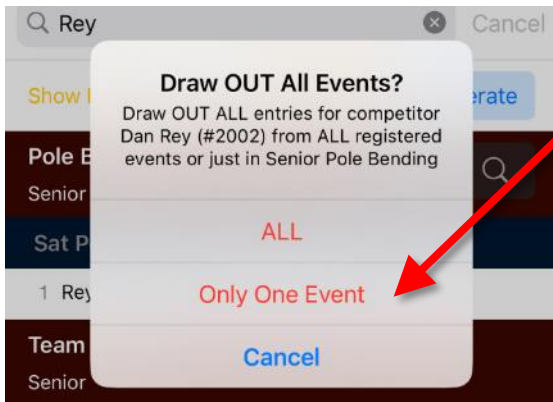 Rey
Cancel
Draw OUT All Events?
Show
erate
Draw OUT ALL entries for competitor
Dan Rey (#2002) from ALL registered
events or just in Senior Pole Bending
Pole B
Senior
ALL
Sat P
1 Rey
Only One Event
Team
Senior
Cancel